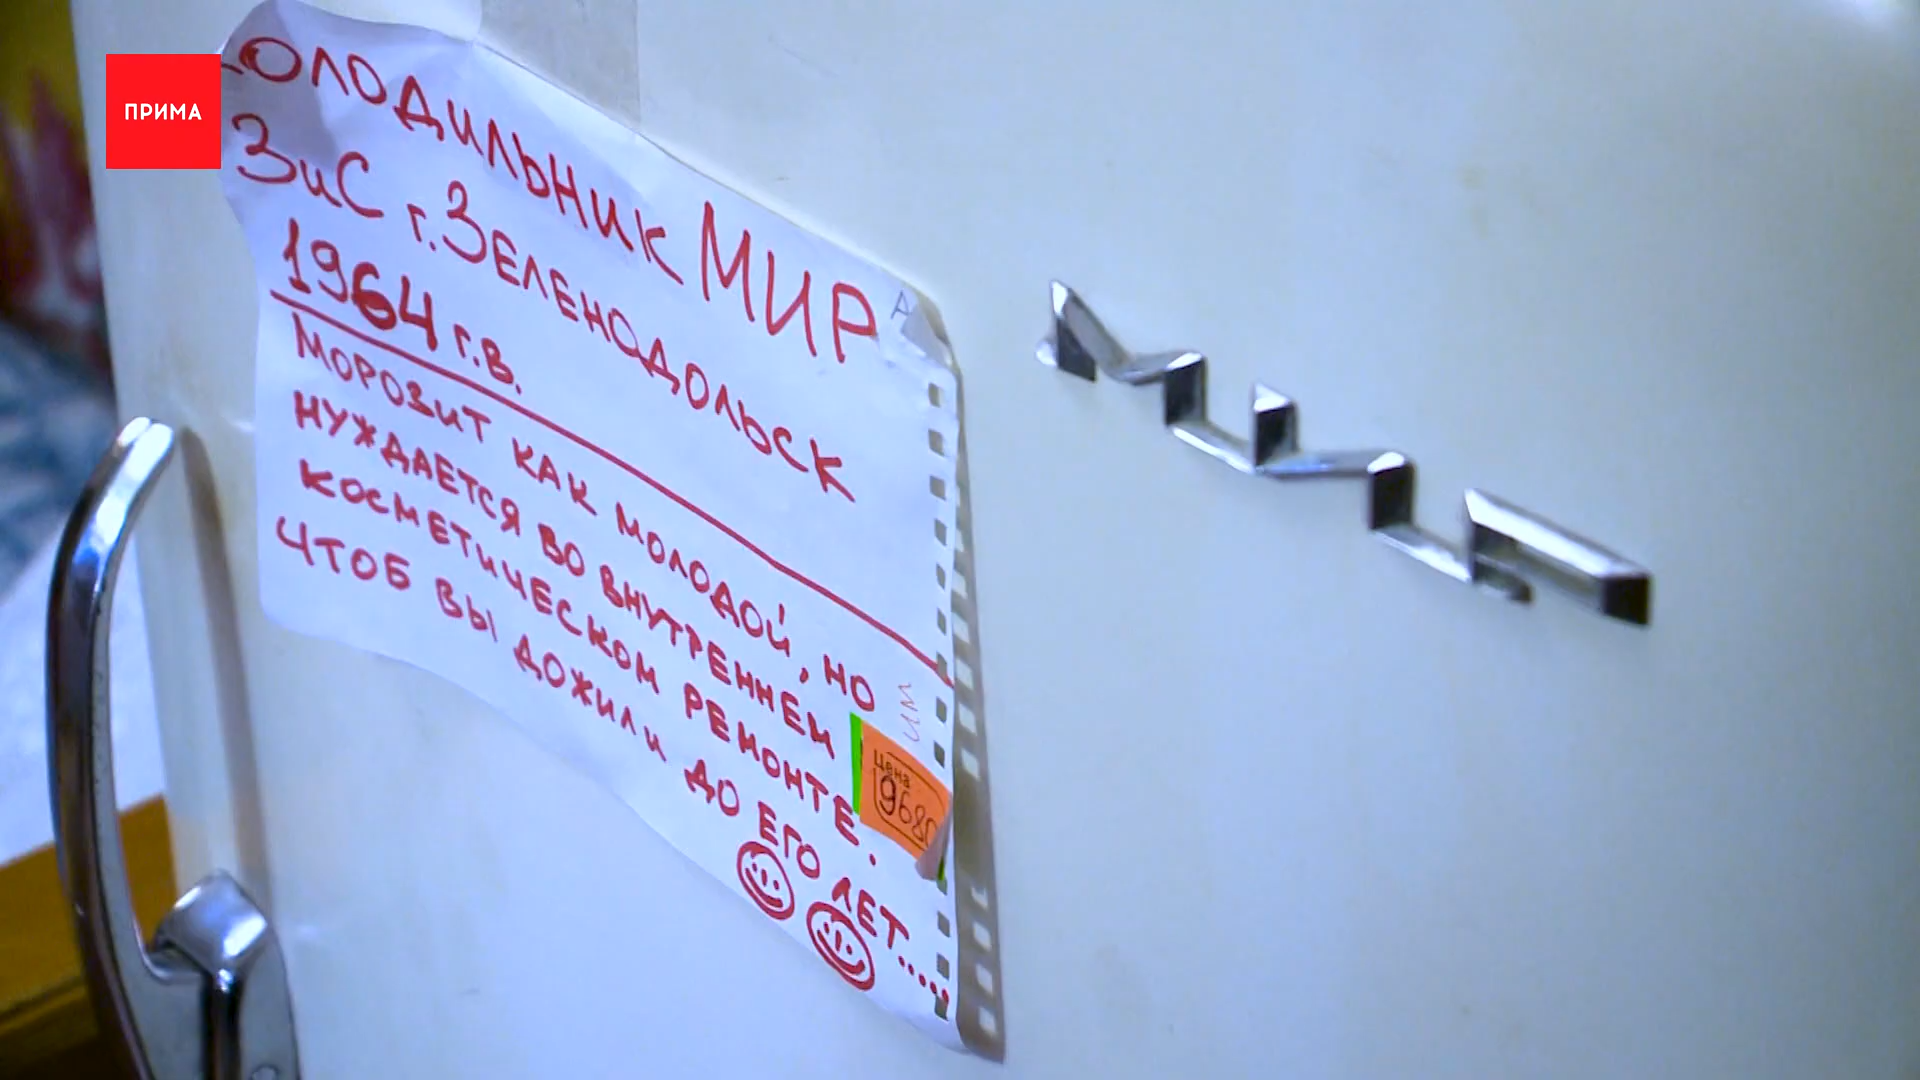 ПРИМА
ХОЛОДИЛЬНИК МИР
ЗиС г. ЗЕЛЕНОДОЛЬСК
1964 г.в.
МОРОЗИТ КАК МОЛОДОЙ, НО
НУЖДАЕТСЯ ВО ВНУТРЕННЕМ
КОСМЕТИЧЕСКОМ РЕМОНТЕ.
ЧТОБ ВЫ ДОЖИЛИ ДО ЕГО ЛЕТ.....
Цена
мир